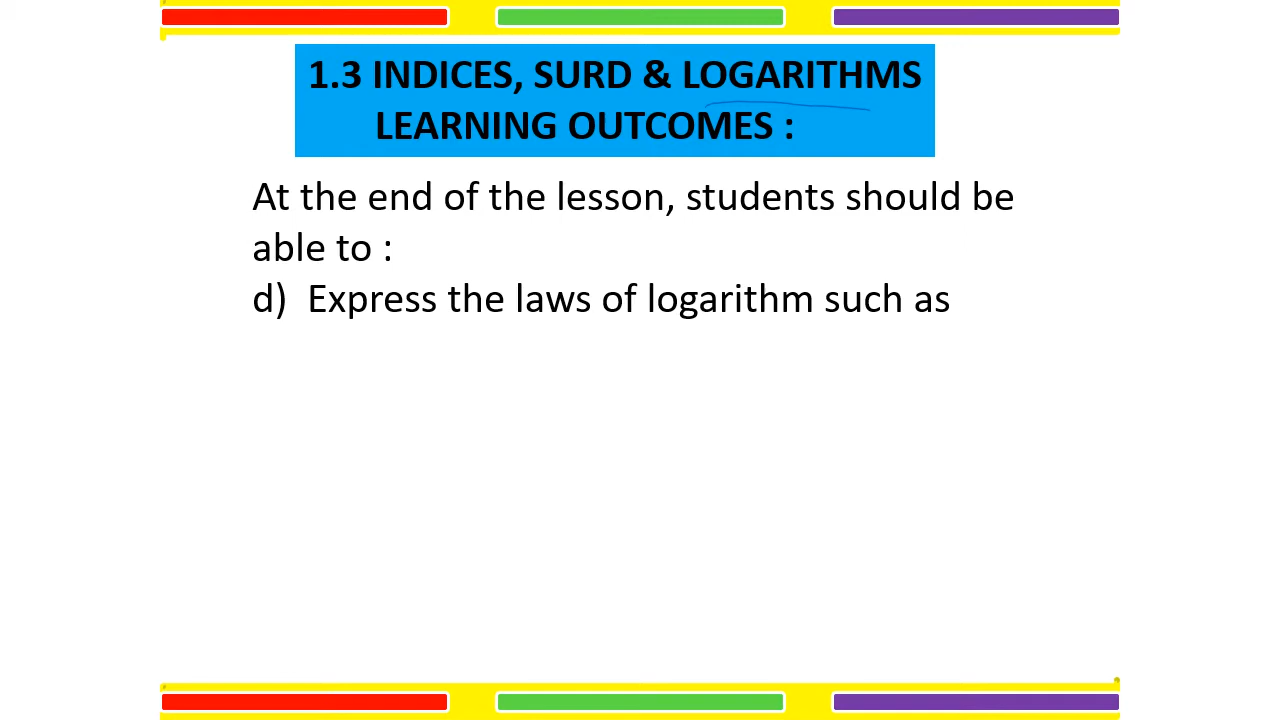 1.3 INDICES, SURD & LOGARITHMS
LEARNING OUTCOMES :
At the end of the lesson, students should be
able to :
d) Express the laws of logarithm such as